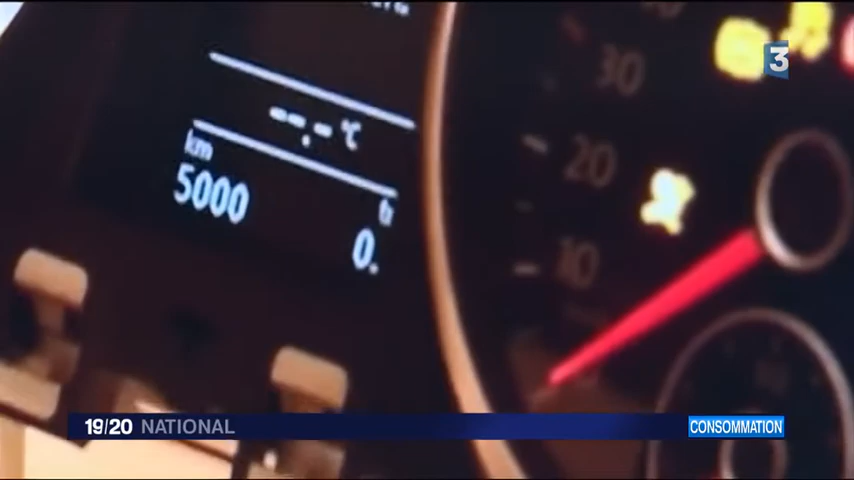 --.- °C
km
5000
0.
30
20
10
3
19/20 NATIONAL
CONSOMMATION